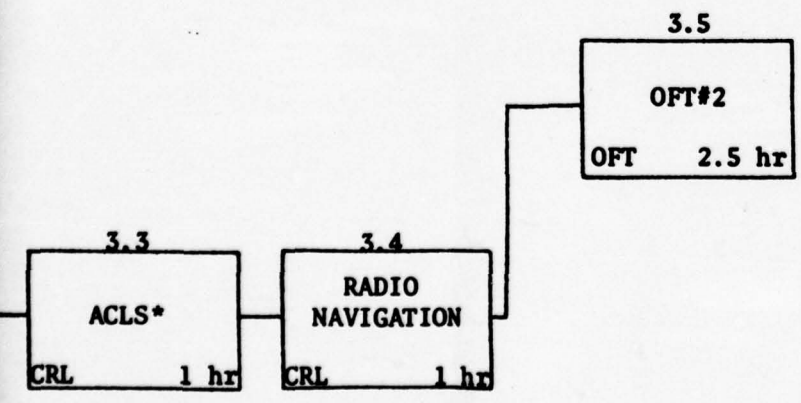 3.5
OFT#2
OFT 2.5 hr
3.3
ACLS*
CRL 1 hr
3.4
RADIO
NAVIGATION
CRL 1 hr